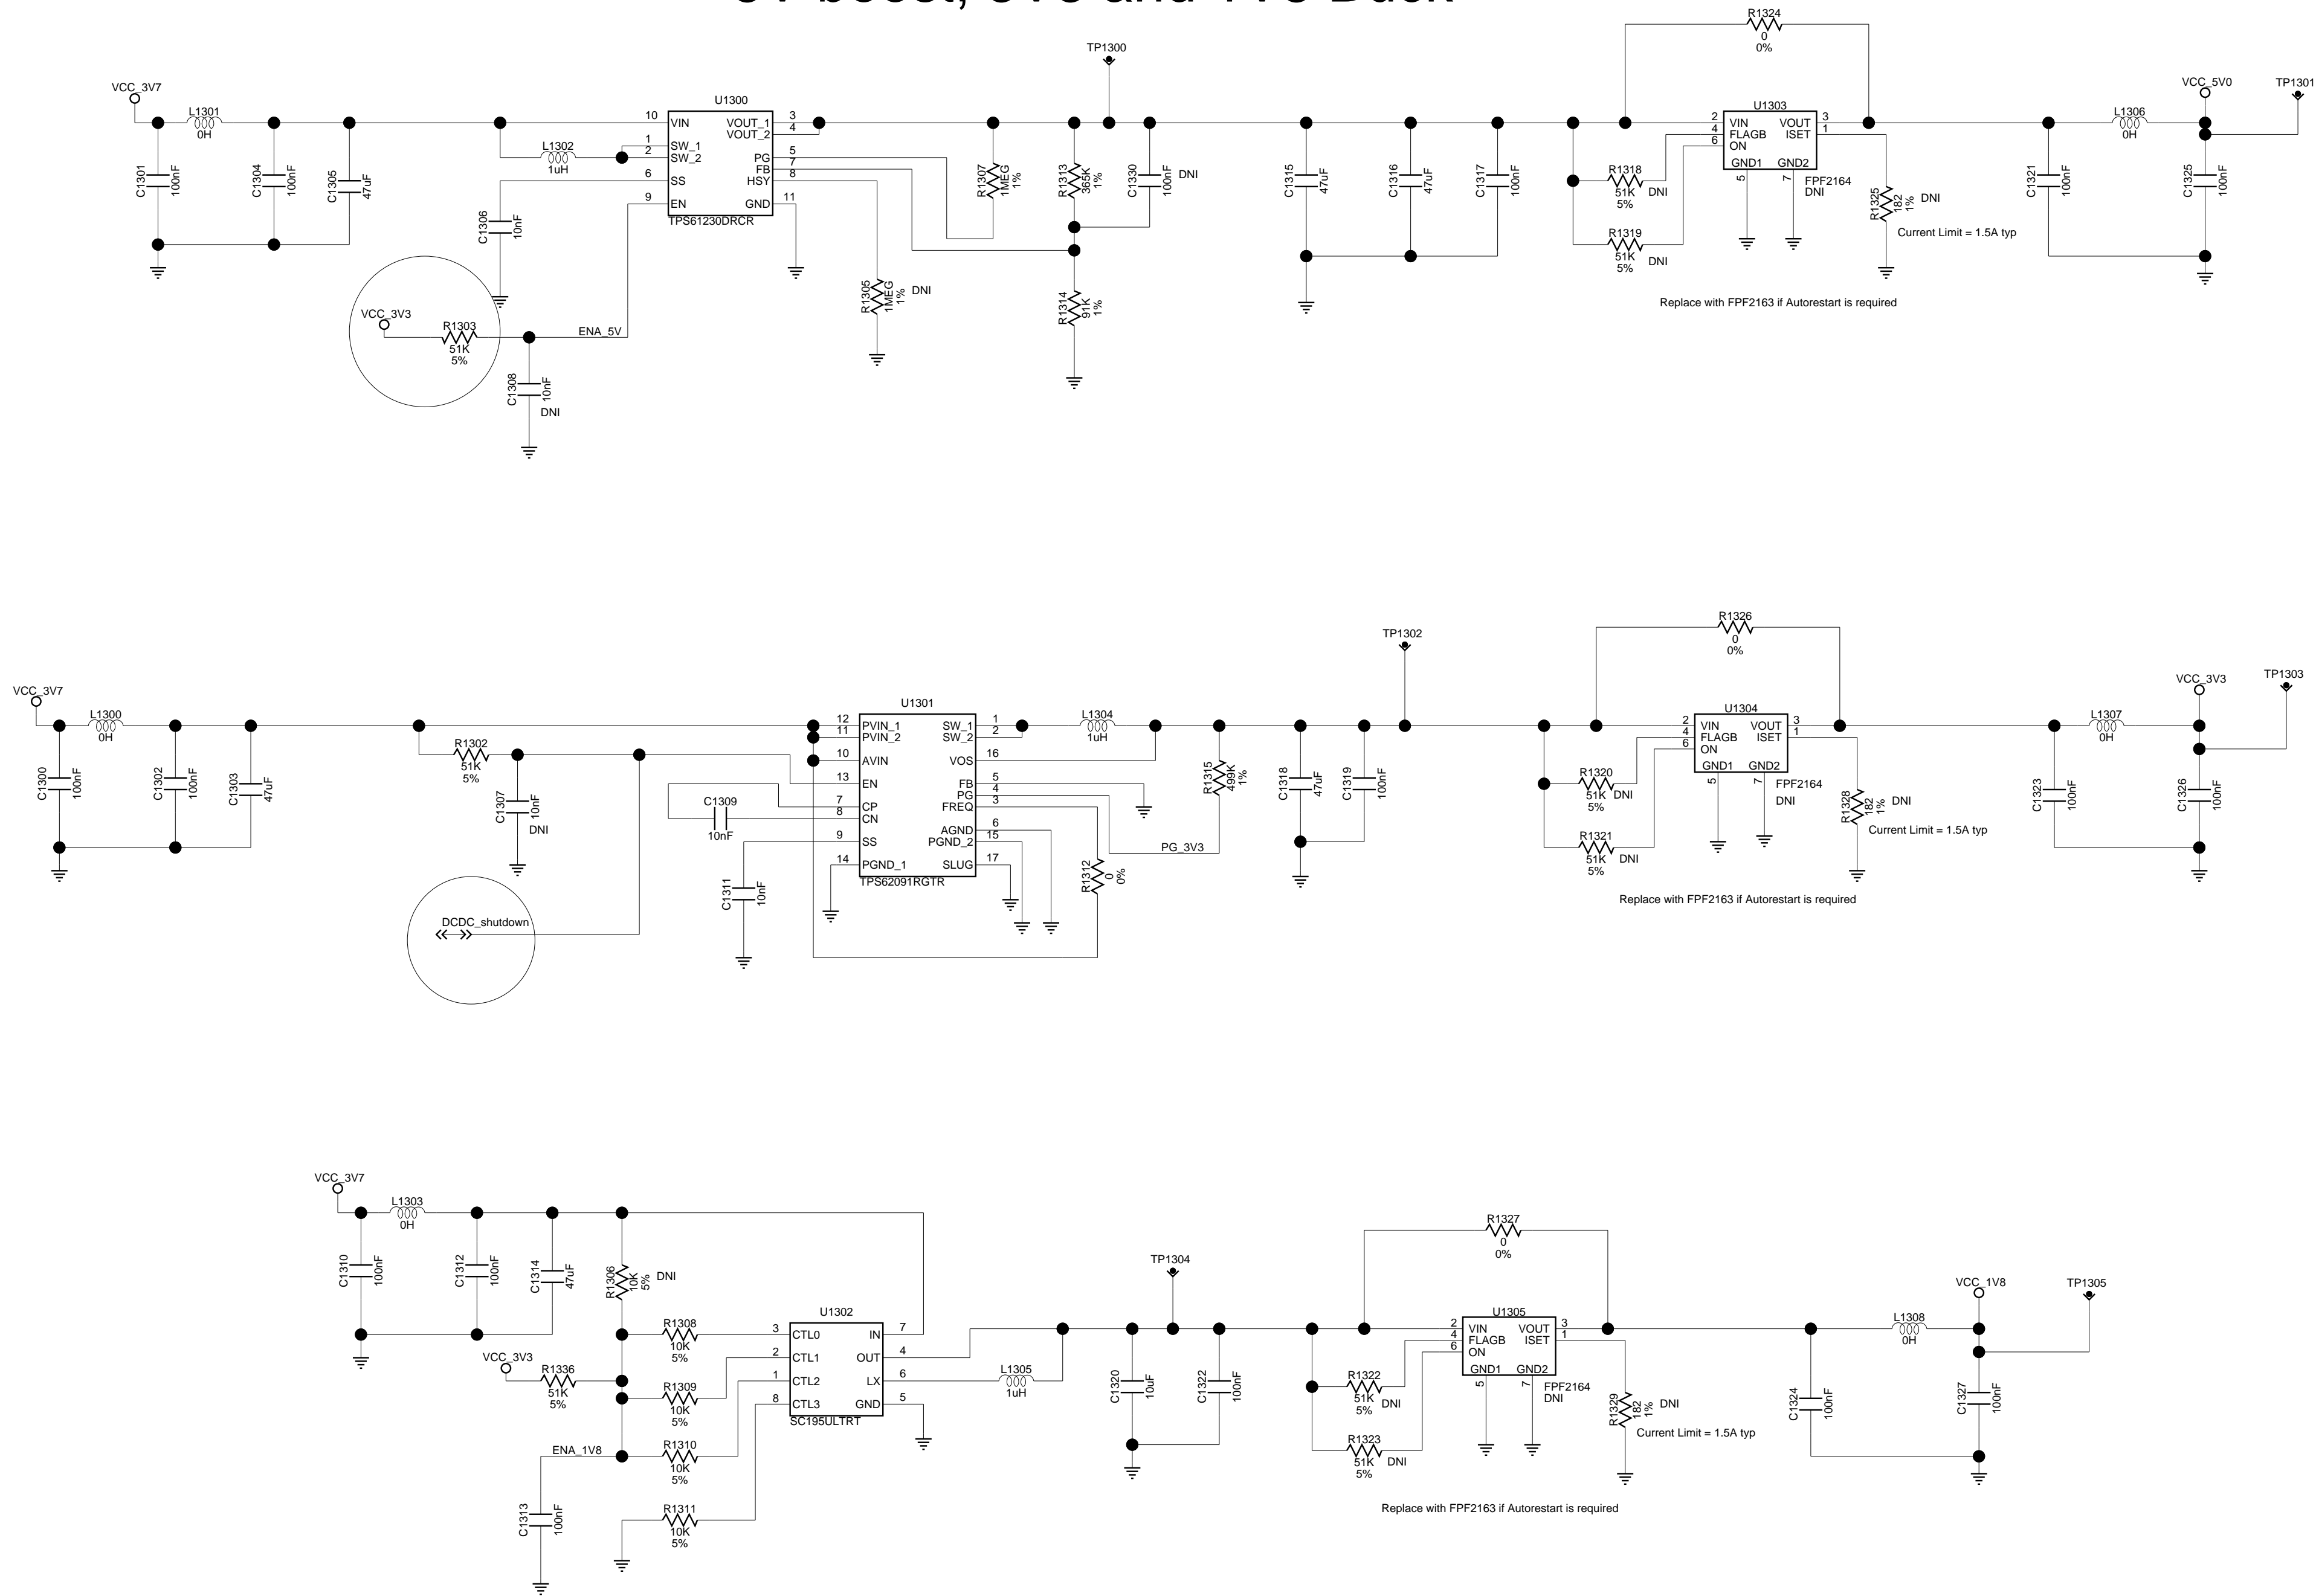 TP1300
R1324
0
0%
VCC_3V7
L1301
0H
C1301
100nF
C1304
100nF
C1305
47uF
L1302
1uH
C1306
10nF
U1300
10 VIN VOUT_1 3
VOUT_2 4
1 SW_1
2 SW_2 PG 5
FB 7
6 SS HSY 8
9 EN GND 11
TPS61230DRCR
VCC_3V3
R1303
51K
5%
ENA_5V
C1308
10nF
DNI
R1305
1MEG
1%
DNI
R1307
1MEG
1%
R1313
365K
1%
C1330
100nF
DNI
R1314
91K
1%
C1315
47uF
C1316
47uF
C1317
100nF
R1318
51K
5%
DNI
R1319
51K
5%
DNI
U1303
2 VIN VOUT 3
4 FLAGB ISET 1
6 ON
GND1 GND2
5 7
FPF2164
DNI
R1325
182
1%
DNI
Current Limit = 1.5A typ
Replace with FPF2163 if Autorestart is required
C1321
100nF
L1306
0H
VCC_5V0
C1325
100nF
TP1301
VCC_3V7
L1300
0H
C1300
100nF
C1302
100nF
C1303
47uF
R1302
51K
5%
C1307
10nF
DNI
DCDC_shutdown
C1309
10nF
C1311
10nF
U1301
12 PVIN_1 SW_1 1
11 PVIN_2 SW_2 2
10 AVIN VOS 16
13 EN FB 5
PG 4
7 CP FREQ 3
8 CN
AGND 6
9 SS PGND_2 15
14 PGND_1 SLUG 17
TPS62091RGTR
L1304
1uH
R1312
0
0%
PG_3V3
R1315
499K
1%
C1318
47uF
C1319
100nF
TP1302
R1326
0
0%
R1320
51K
5%
DNI
R1321
51K
5%
DNI
U1304
2 VIN VOUT 3
4 FLAGB ISET 1
6 ON
GND1 GND2
5 7
FPF2164
DNI
R1328
182
1%
DNI
Current Limit = 1.5A typ
Replace with FPF2163 if Autorestart is required
C1323
100nF
L1307
0H
VCC_3V3
C1326
100nF
TP1303
VCC_3V7
L1303
0H
C1310
100nF
C1312
100nF
C1314
47uF
R1306
10K
5%
DNI
R1308
10K
5%
VCC_3V3
R1336
51K
5%
R1309
10K
5%
ENA_1V8
R1310
10K
5%
C1313
100nF
R1311
10K
5%
U1302
3 CTL0 IN 7
2 CTL1 OUT 4
1 CTL2 LX 6
8 CTL3 GND 5
SC195ULTRT
L1305
1uH
C1320
10uF
TP1304
C1322
100nF
R1327
0
0%
R1322
51K
5%
DNI
R1323
51K
5%
DNI
U1305
2 VIN VOUT 3
4 FLAGB ISET 1
6 ON
GND1 GND2
5 7
FPF2164
DNI
R1329
182
1%
DNI
Current Limit = 1.5A typ
Replace with FPF2163 if Autorestart is required
C1324
100nF
L1308
0H
VCC_1V8
C1327
100nF
TP1305